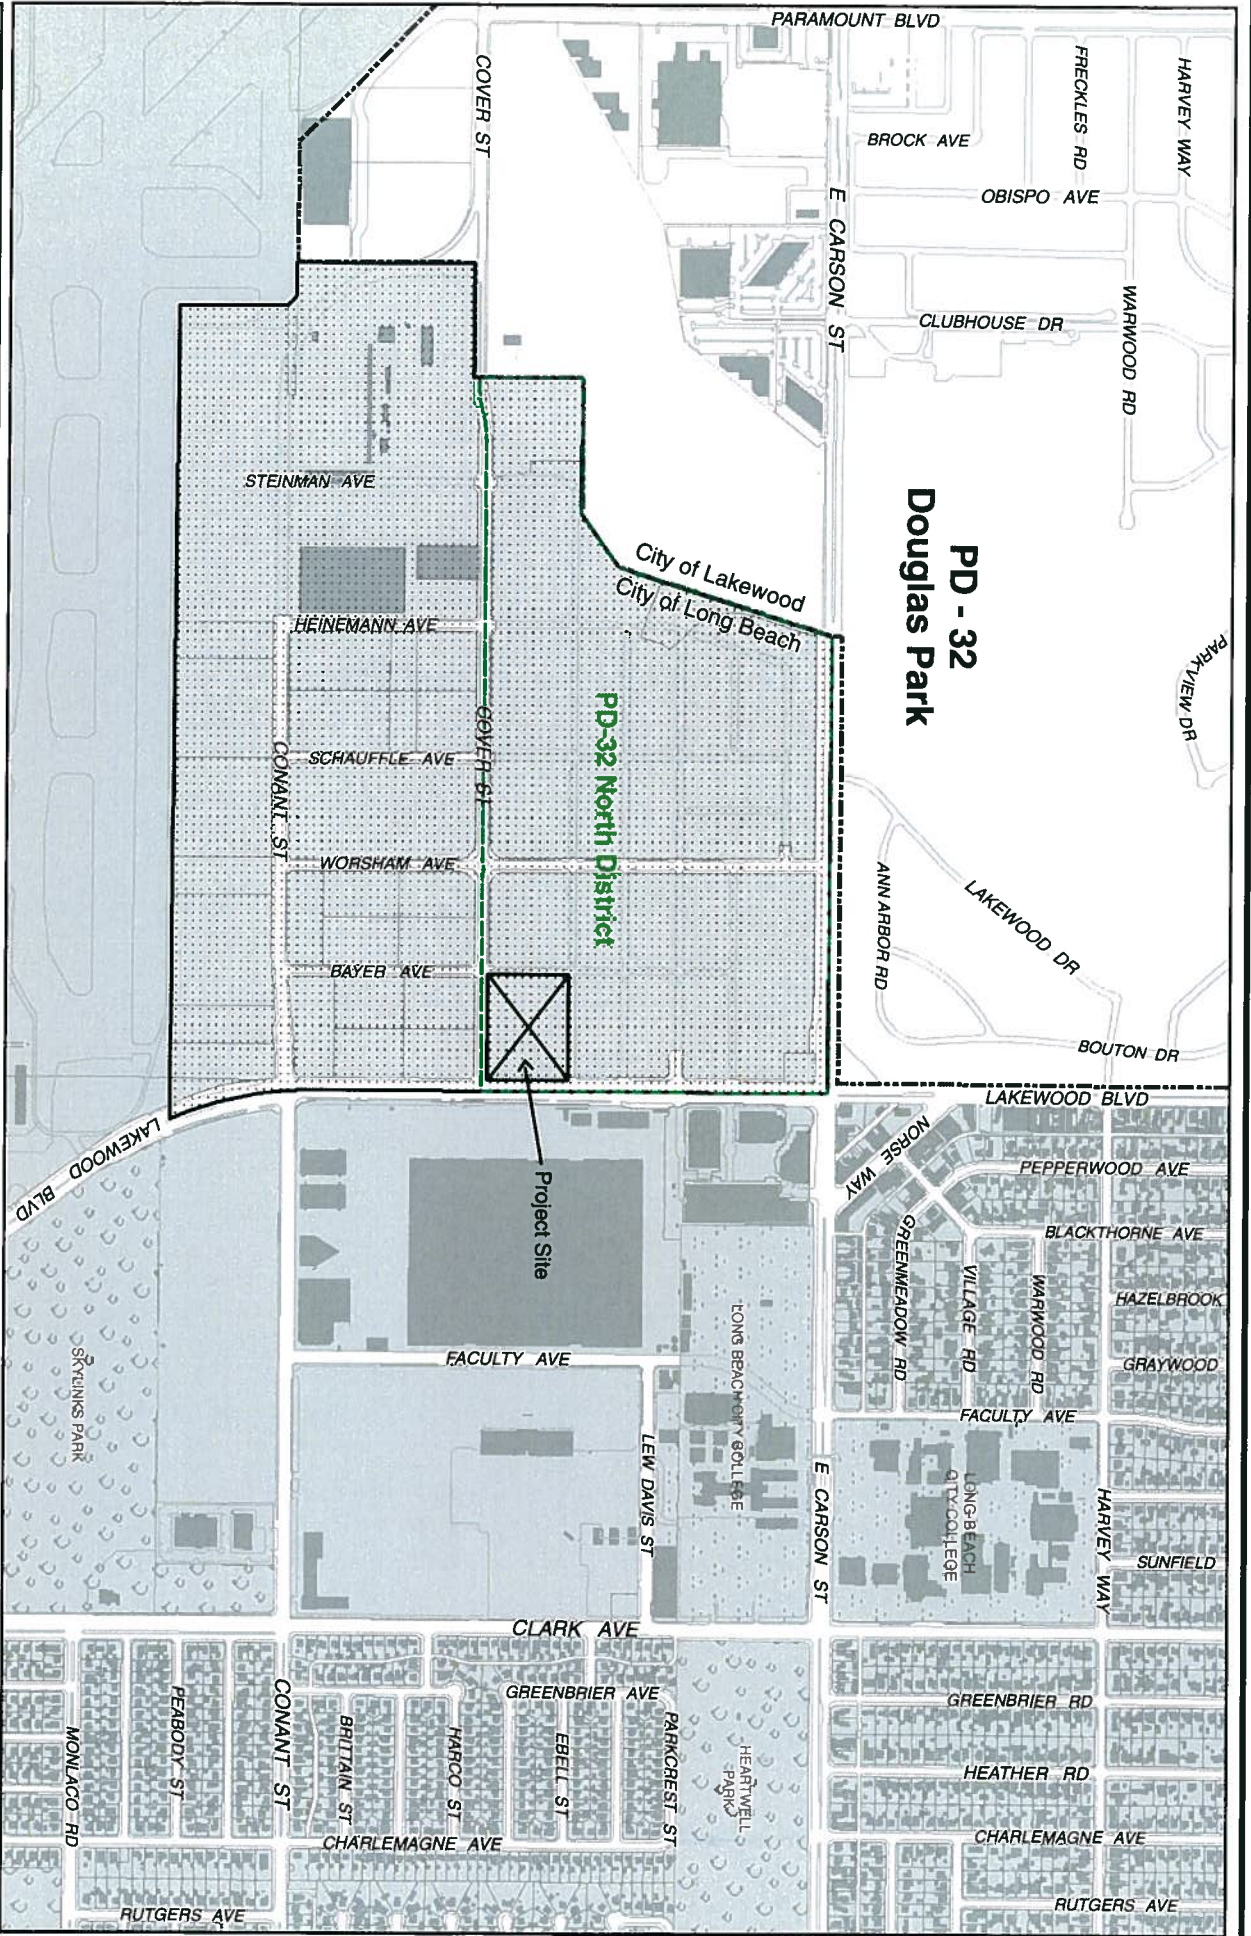 PARAMOUNT BLVD
COVER ST
FRECKLES RD
HARVEY WAY
BROCK AVE
OBISPO AVE
E CARSON ST
WARWOOD RD
CLUBHOUSE DR
PD - 32
Douglas Park
STEINMAN AVE
City of Lakewood
City of Long Beach
HEINEMANN AVE
PARKVIEW DR
PD-32 North District
COVER ST
SCHAUFFLE AVE
CONANT ST
WORSHAM AVE
ANN ARBOR RD
LAKEWOOD DR
BAYER AVE
BOUTON DR
LAKEWOOD BLVD
LAKEWOOD BLVD
Project Site
NORSE WAY
PEPPERWOOD AVE
BLACKTHORNE AVE
GREENMEADOW RD
VILLAGE RD
WARWOOD RD
HAZELBROOK
GRAYWOOD
FACULTY AVE
LONG BEACH CITY COLLEGE
SKYLINKS PARK
FACULTY AVE
LEW DAVIS ST
E CARSON ST
LONG BEACH
CITY COLLEGE
HARVEY WAY
SUNFIELD
CLARK AVE
GREENBRIER AVE
GREENBRIER RD
PEABODY ST
CONANT ST
BRITTAIN ST
HARCO ST
EBELL ST
PARKCREST ST
HEARTWELL
PARK
HEATHER RD
MONLACO RD
CHARLEMAGNE AVE
CHARLEMAGNE AVE
RUTGERS AVE
RUTGERS AVE